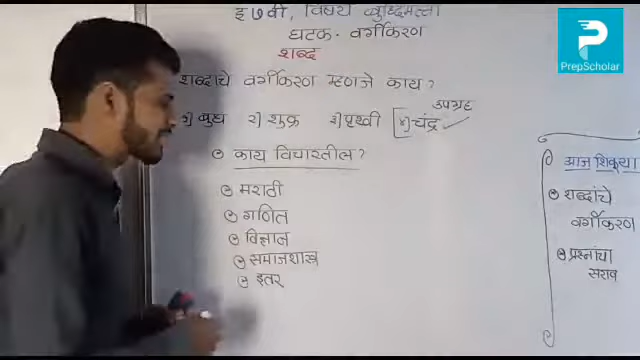 इ ७वी, विषय बुध्दिमत्ता
घटक - वर्गीकरण
शब्द
शब्दाचे वर्गीकरण म्हणजे काय?
उपग्रह
१) बुध २) शुक्र ३) पृथ्वी ४) चंद्र ✓
काय विचारतील?
मराठी
गणित
विज्ञान
समाजशास्त्र
इतर
आज शिकूया
शब्दांचे
वर्गीकरण
प्रश्नांचा
सराव
PrepScholar